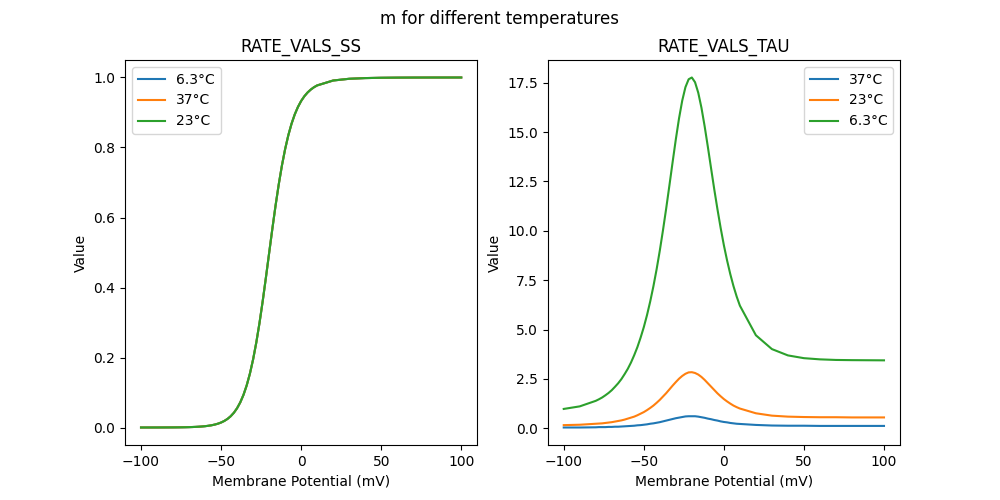 m for different temperatures
RATE_VALS_SS
1.0
0.8
0.6
0.4
0.2
0.0
Value
6.3°C
37°C
23°C
−100
−50
0
50
100
Membrane Potential (mV)
RATE_VALS_TAU
17.5
15.0
12.5
10.0
7.5
5.0
2.5
0.0
Value
37°C
23°C
6.3°C
−100
−50
0
50
100
Membrane Potential (mV)